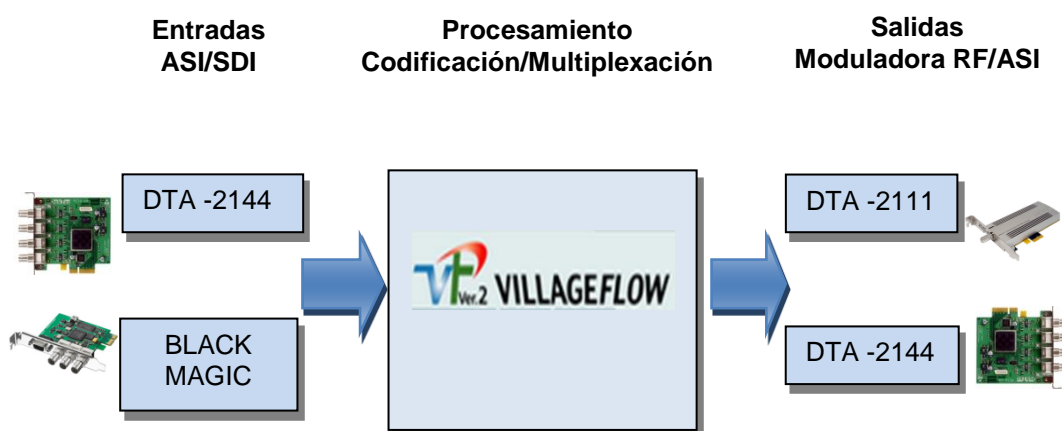 Entradas
ASI/SDI
Procesamiento
Codificación/Multiplexación
Salidas
Moduladora RF/ASI
DTA -2144
BLACK
MAGIC
Vf Ver.2 VILLAGEFLOW
DTA -2111
DTA -2144